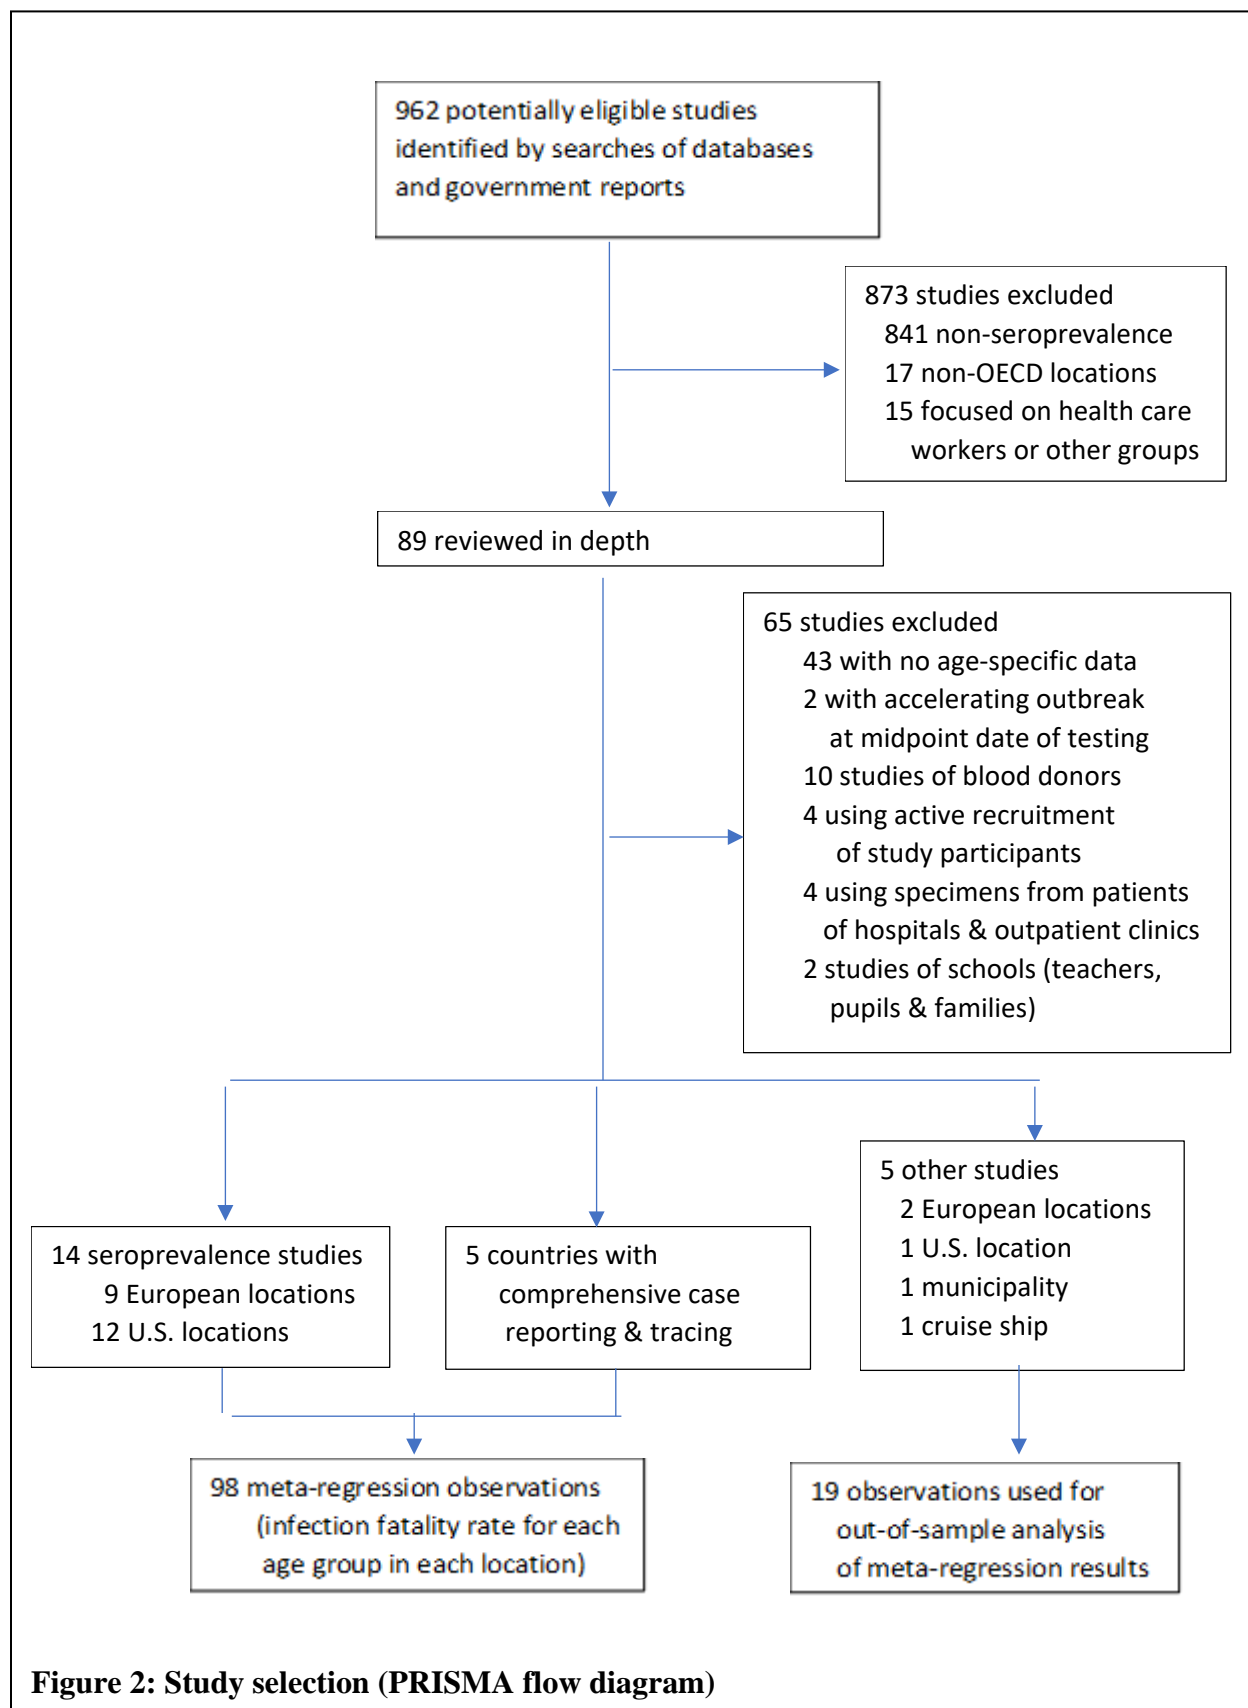 962 potentially eligible studies
identified by searches of databases
and government reports
873 studies excluded
841 non-seroprevalence
17 non-OECD locations
15 focused on health care
workers or other groups
89 reviewed in depth
65 studies excluded
43 with no age-specific data
2 with accelerating outbreak
at midpoint date of testing
10 studies of blood donors
4 using active recruitment
of study participants
4 using specimens from patients
of hospitals & outpatient clinics
2 studies of schools (teachers,
pupils & families)
14 seroprevalence studies
9 European locations
12 U.S. locations
5 countries with
comprehensive case
reporting & tracing
5 other studies
2 European locations
1 U.S. location
1 municipality
1 cruise ship
98 meta-regression observations
(infection fatality rate for each
age group in each location)
19 observations used for
out-of-sample analysis
of meta-regression results
Figure 2: Study selection (PRISMA flow diagram)